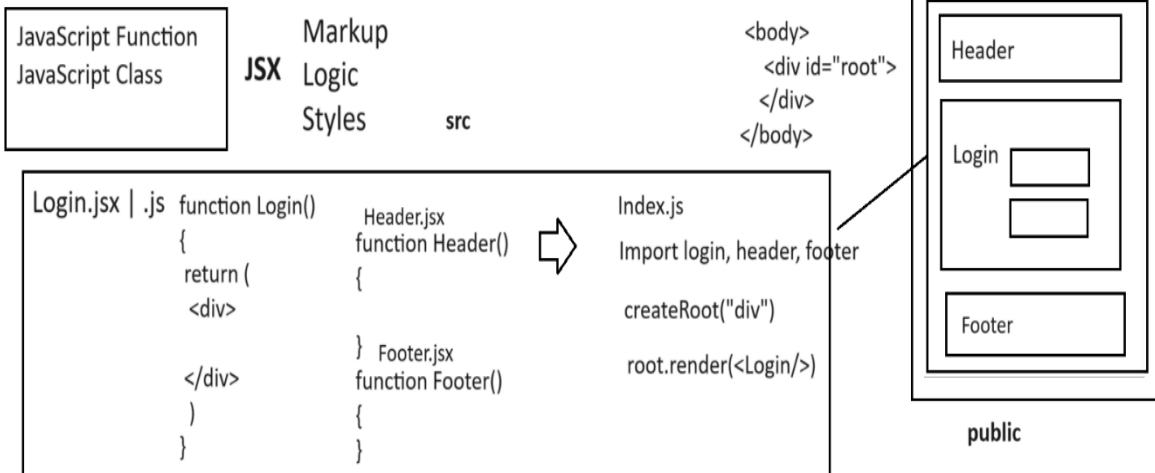 JavaScript Function
JavaScript Class
JSX
Markup
Logic
Styles
src
<body>
<div id="root">
</div>
</body>
Header
Login
Footer
public
Login.jsx | .js
function Login()
{
return (
<div>
</div>
)
}
Header.jsx
function Header()
{
}
Footer.jsx
function Footer()
{
}
Index.js
Import login, header, footer
createRoot("div")
root.render(<Login/>)